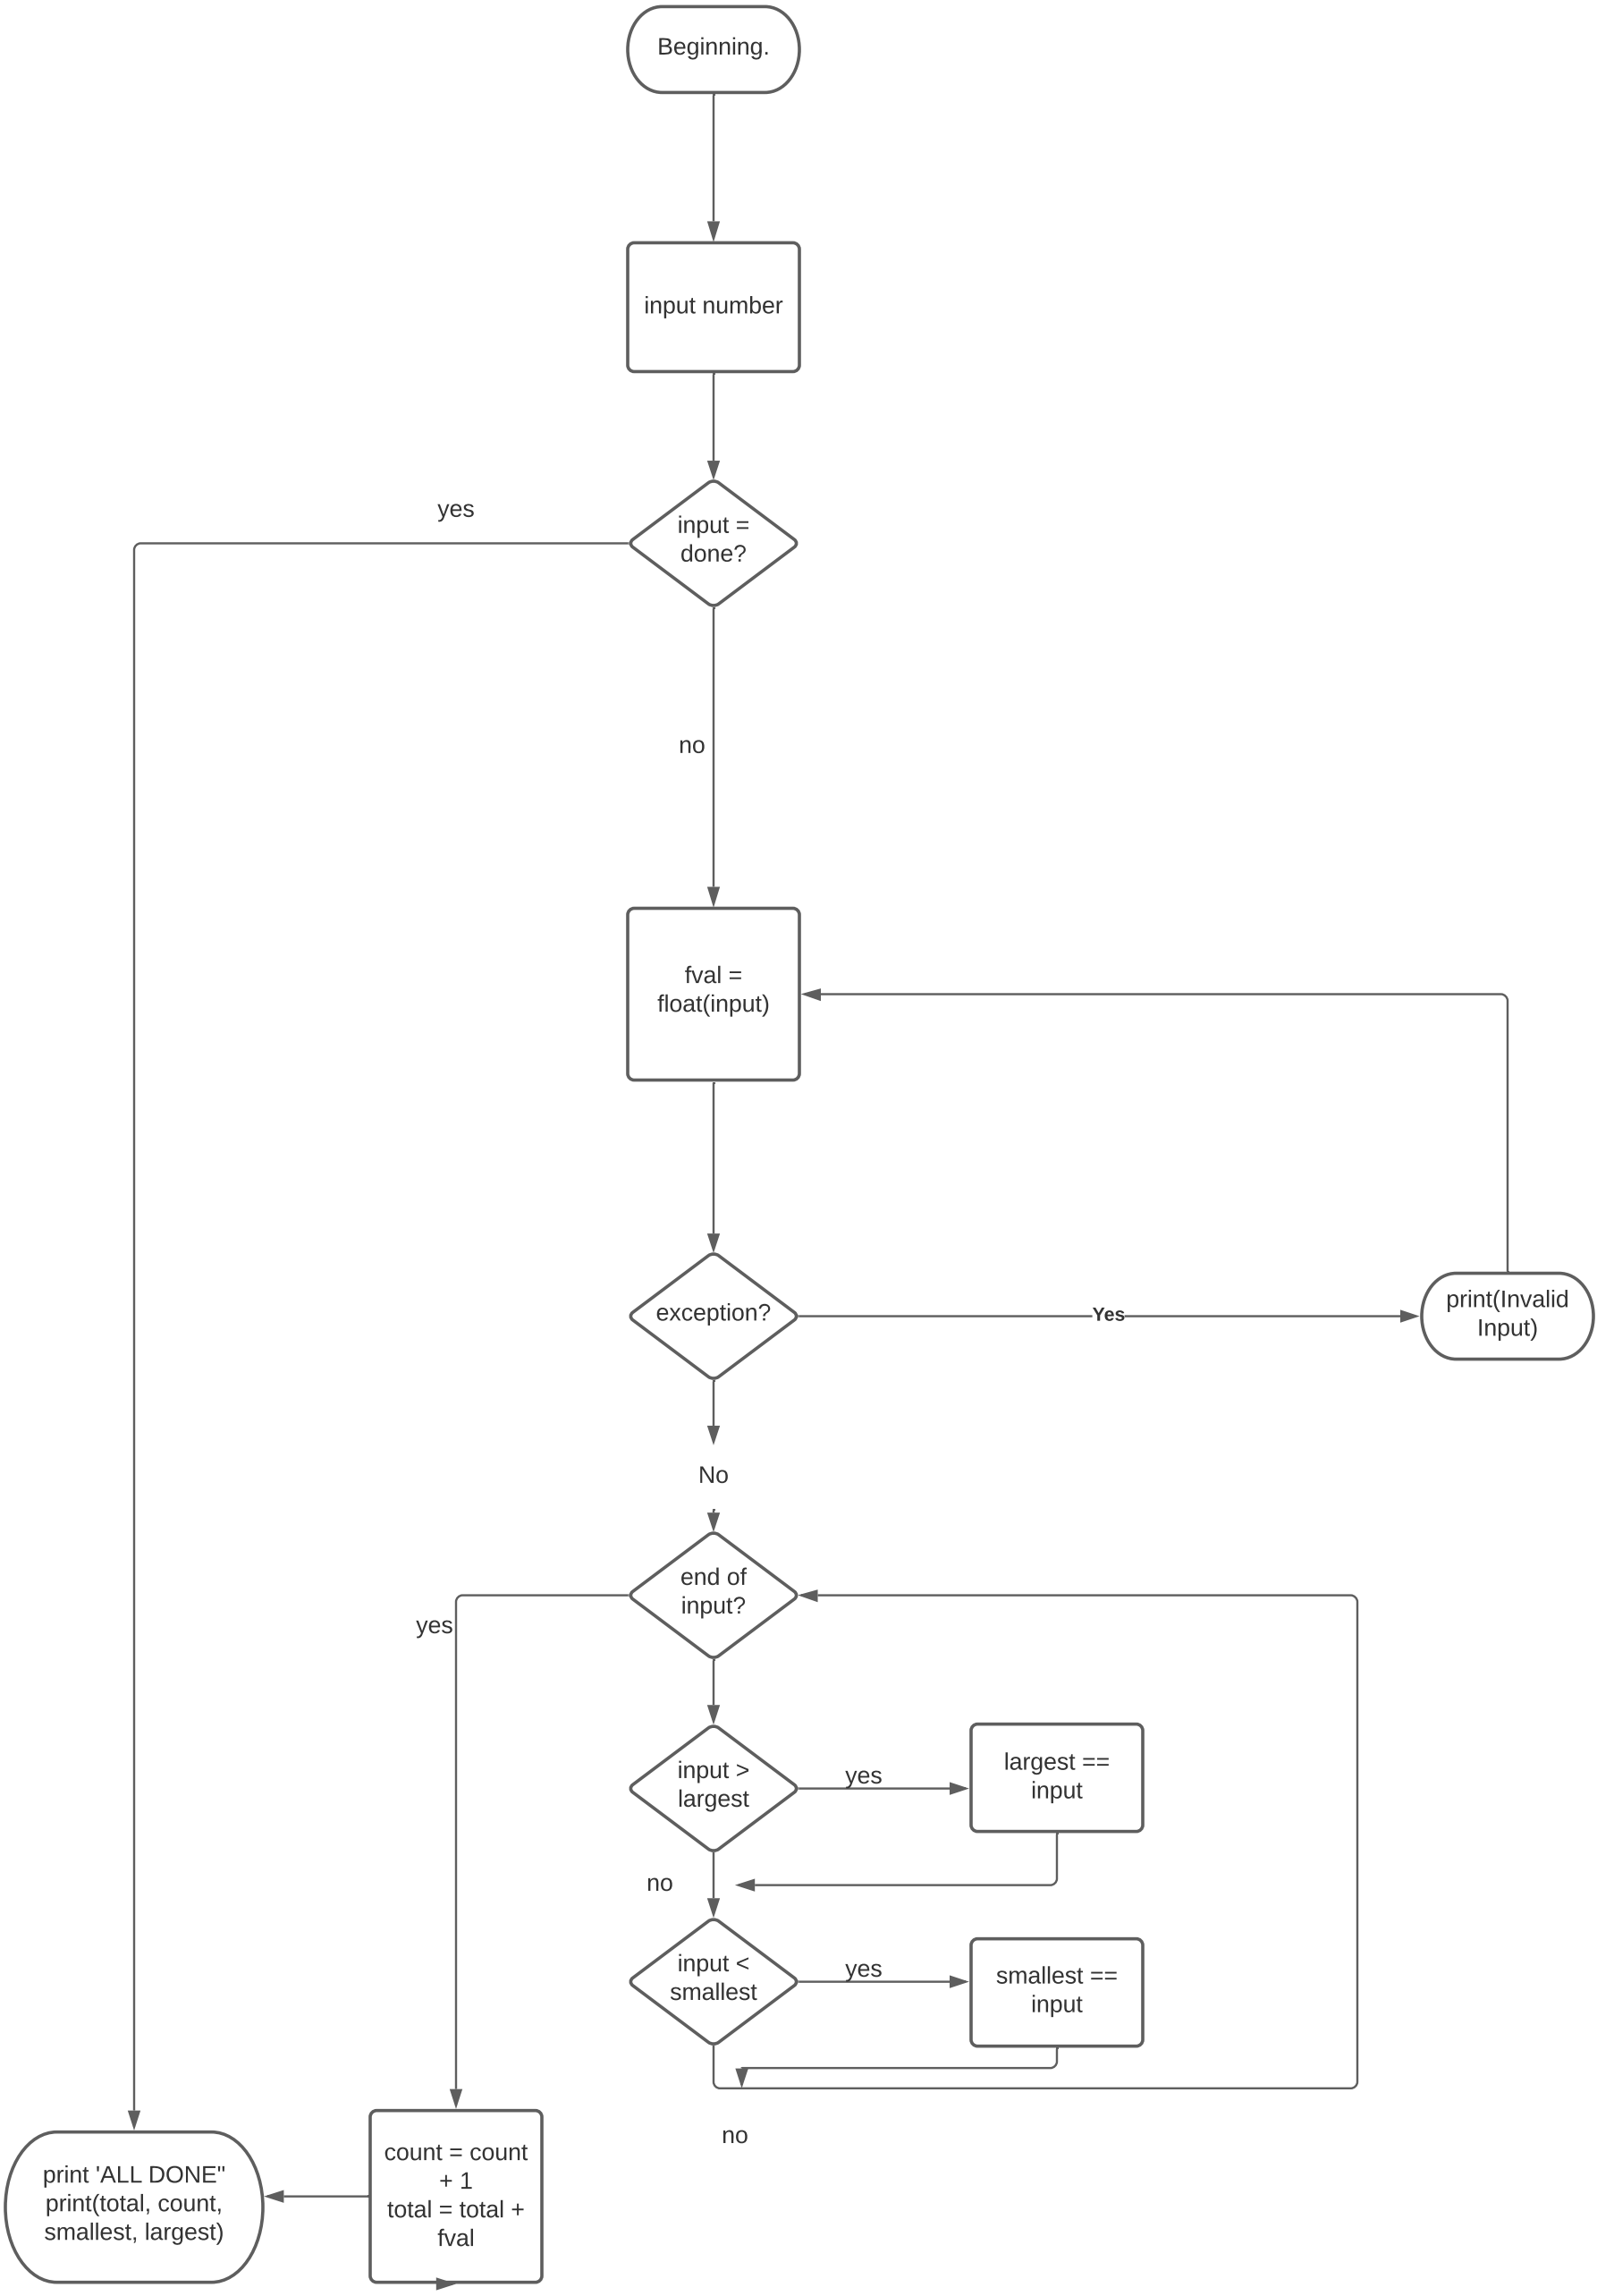 Beginning.
input number
input =
done?
yes
no
fval =
float(input)
exception?
Yes
print(Invalid
Input)
No
end of
input?
yes
input >
largest
yes
largest ==
input
no
input <
smallest
yes
smallest ==
input
no
count = count
+ 1
total = total +
fval
print 'ALL DONE"
print(total, count,
smallest, largest)